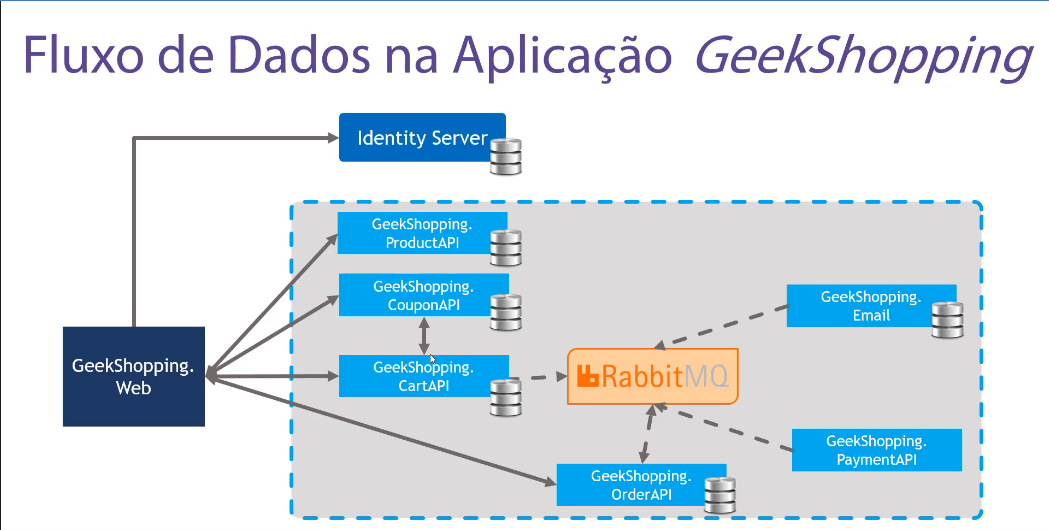 Fluxo de Dados na Aplicação GeekShopping
Identity Server
GeekShopping.
ProductAPI
GeekShopping.
CouponAPI
GeekShopping.
Email
GeekShopping.
Web
GeekShopping.
CartAPI
RabbitMQ
GeekShopping.
PaymentAPI
GeekShopping.
OrderAPI